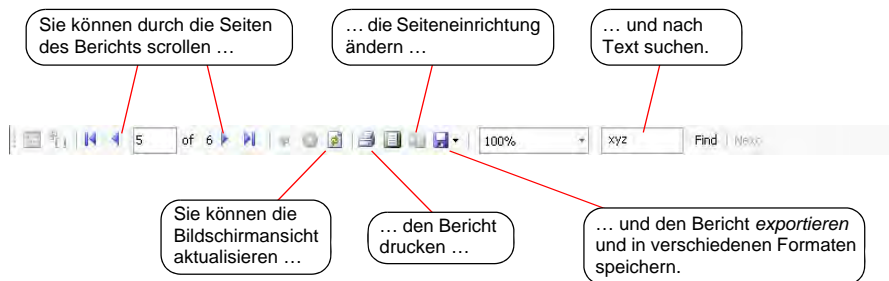 Sie können durch die Seiten
des Berichts scrollen …
… die Seiteneinrichtung
ändern …
… und nach
Text suchen.
5 of 6 100% xyz Find Next
Sie können die
Bildschirmansicht
aktualisieren …
… den Bericht
drucken …
… und den Bericht exportieren
und in verschiedenen Formaten
speichern.